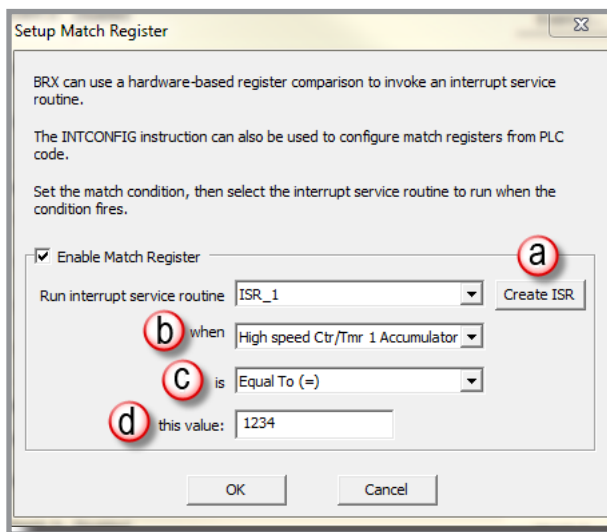 Setup Match Register
BRX can use a hardware-based register comparison to invoke an interrupt service
routine.
The INTCONFIG instruction can also be used to configure match registers from PLC
code.
Set the match condition, then select the interrupt service routine to run when the
condition fires.
Enable Match Register
a
Run interrupt service routine ISR_1 Create ISR
b when High speed Ctr/Tmr 1 Accumulator
c is Equal To (=)
d this value: 1234
OK Cancel